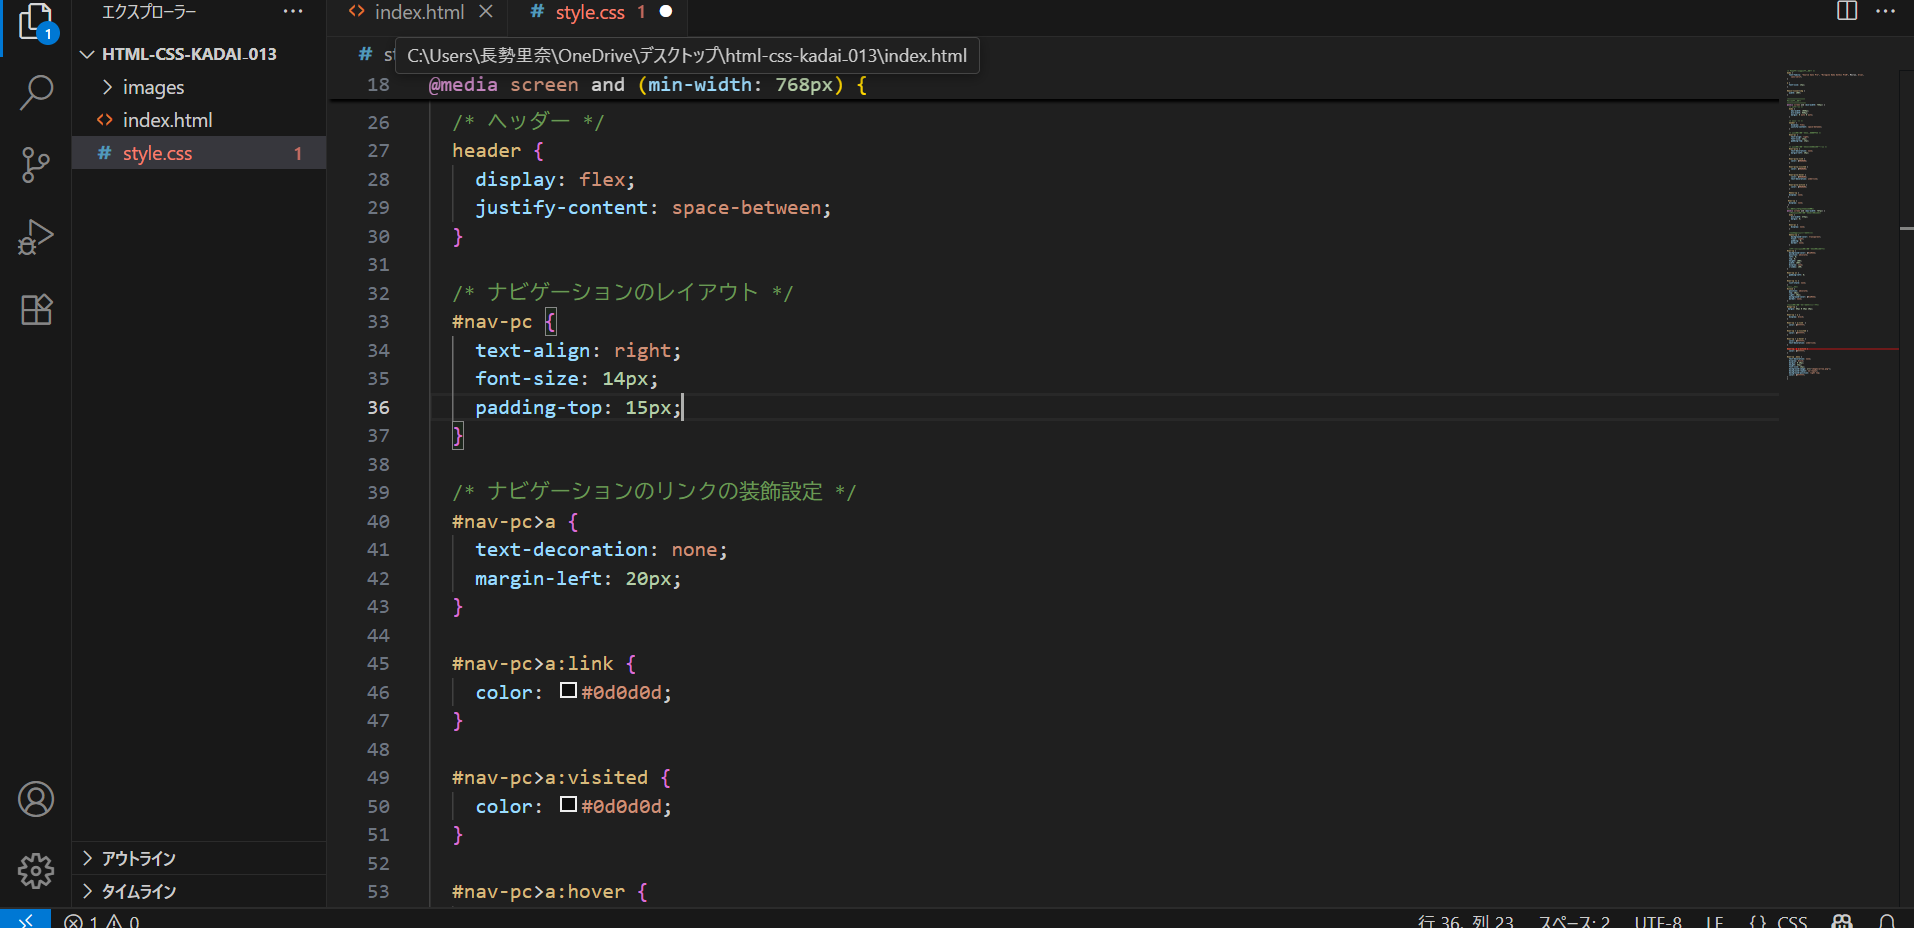 エクスプローラー
index.html
# style.css 1
1
HTML-CSS-KADAI_013
# st
C:\Users\長勢里奈\OneDrive\デスクトップ\html-css-kadai_013\index.html
images
index.html
# style.css 1
18 @media screen and (min-width: 768px) {
26 /* ヘッダー */
27 header {
28 display: flex;
29 justify-content: space-between;
30 }
31
32 /* ナビゲーションのレイアウト */
33 #nav-pc {
34 text-align: right;
35 font-size: 14px;
36 padding-top: 15px;
37 }
38
39 /* ナビゲーションのリンクの装飾設定 */
40 #nav-pc>a {
41 text-decoration: none;
42 margin-left: 20px;
43 }
44
45 #nav-pc>a:link {
46 color: #0d0d0d;
47 }
48
49 #nav-pc>a:visited {
50 color: #0d0d0d;
51 }
52
53 #nav-pc>a:hover {
アウトライン
タイムライン
1 0
行 36、列 23 スペース: 2 UTF-8 LF {} CSS